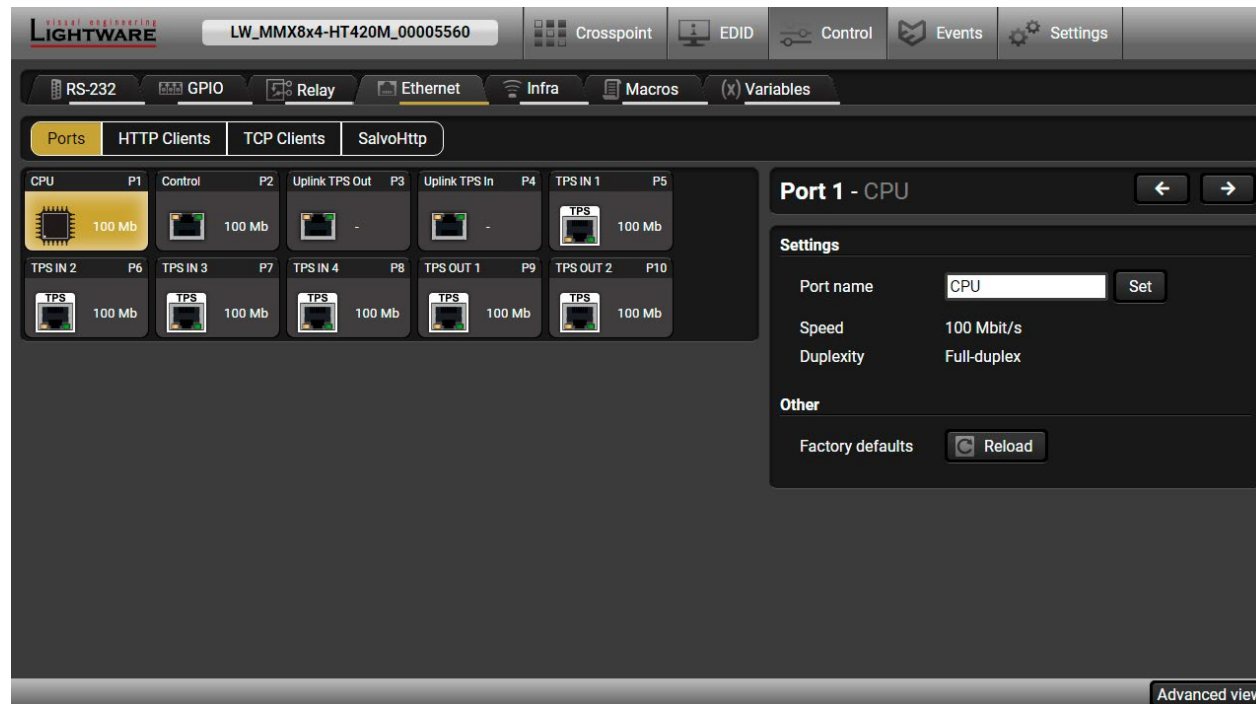 visual engineering
LIGHTWARE
LW_MMX8x4-HT420M_00005560
Crosspoint
EDID
Control
Events
Settings
RS-232
GPIO
Relay
Ethernet
Infra
Macros
(X) Variables
Ports
HTTP Clients
TCP Clients
SalvoHttp
CPU P1
100 Mb
Control P2
100 Mb
Uplink TPS Out P3
-
Uplink TPS In P4
-
TPS IN 1 P5
TPS
100 Mb
TPS IN 2 P6
TPS
100 Mb
TPS IN 3 P7
TPS
100 Mb
TPS IN 4 P8
TPS
100 Mb
TPS OUT 1 P9
TPS
100 Mb
TPS OUT 2 P10
TPS
100 Mb
Port 1 - CPU
Settings
Port name CPU Set
Speed 100 Mbit/s
Duplexity Full-duplex
Other
Factory defaults Reload
Advanced view